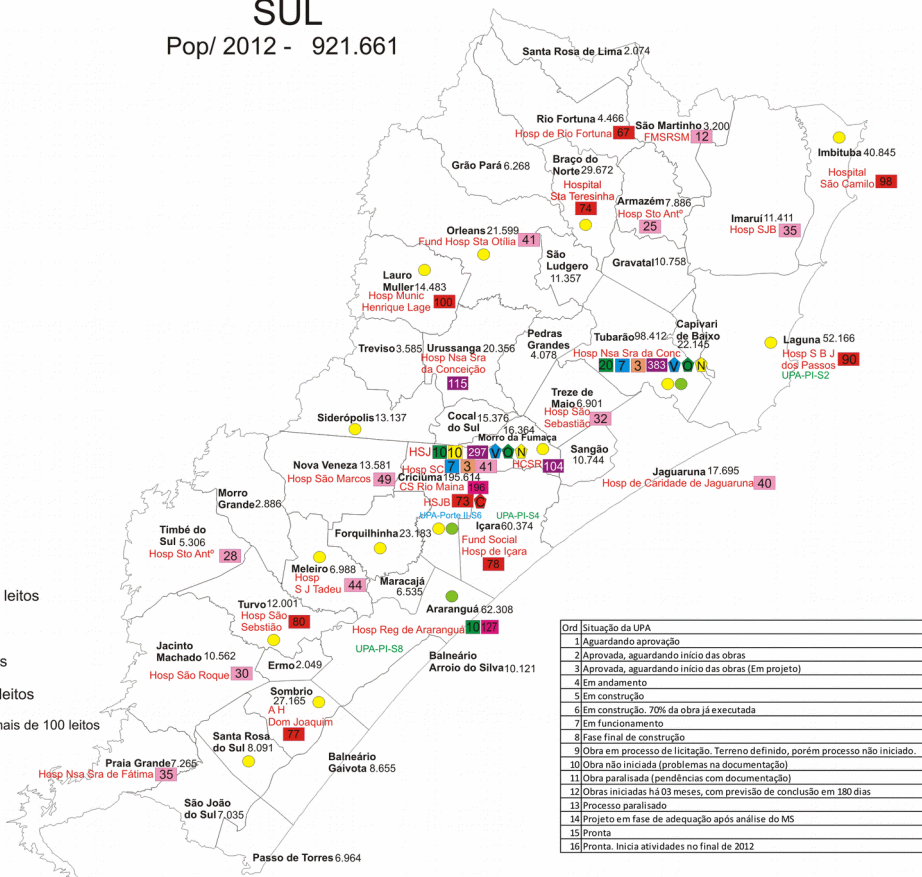 SUL
Pop/ 2012 - 921.661
Santa Rosa de Lima 2.074
Rio Fortuna 4.466
Hosp de Rio Fortuna 67
São Martinho 3.200
FMSRSM 12
Imbituba 40.845
Hospital
São Camilo 98
Grão Pará 6.268
Braço do
Norte 29.672
Hospital
Sta Teresinha
74
Armazém 7.886
Hosp Sto Antº
25
Imaruí 11.411
Hosp SJB 35
Orleans 21.599
Fund Hosp Sta Otília 41
São
Ludgero
11.357
Gravatal 10.758
Lauro
Muller 14.483
Hosp Munic
Henrique Lage 100
Treviso 3.585
Urussanga 20.356
Hosp Nsa Sra
da Conceição
115
Pedras
Grandes
4.078
Tubarão 98.412
Hosp Nsa Sra da Conc
20 7 3 383 V O N
Capivari
de Baixo
22.145
Laguna 52.166
Hosp S B J
dos Passos 90
UPA-PI-S2
Treze de
Maio 6.901
Hosp São
Sebastião 32
Siderópolis 13.137
Cocal 15.376
do Sul
16.364
Morro da Fumaça
HCSR 104
Sangão
10.744
Jaguaruna 17.695
Hosp de Caridade de Jaguaruna 40
HSJ 10 10 297 V O N
Hosp SC 7 3 41
Criciúma 195.614
CS Rio Maina 196
HSJB 73 O
UPA-Porte II-S6
Nova Veneza 13.581
Hosp São Marcos 49
UPA-PI-S4
Içara 60.374
Fund Social
Hosp de Içara
78
Morro
Grande 2.886
Timbé do
Sul 5.306
Hosp Sto Antº 28
Forquilhinha 23.183
Meleiro 6.988
Hosp
S J Tadeu 44
Maracajá
6.535
Turvo 12.001
Hosp São
Sebstião 80
Araranguá 62.308
Hosp Reg de Araranguá 10 127
UPA-PI-S8
Jacinto
Machado 10.562
Hosp São Roque 30
Ermo 2.049
Balneário
Arroio do Silva 10.121
Sombrio
27.165
A H
Dom Joaquim
77
Santa Rosa
do Sul 8.091
Balneário
Gaivota 8.655
Praia Grande 7.265
Hosp Nsa Sra de Fátima 35
São João
do Sul 7.035
Passo de Torres 6.964
leitos
s
leitos
nais de 100 leitos
Ord Situação da UPA
1 Aguardando aprovação
2 Aprovada, aguardando início das obras
3 Aprovada, aguardando início das obras (Em projeto)
4 Em andamento
5 Em construção
6 Em construção. 70% da obra já executada
7 Em funcionamento
8 Fase final de construção
9 Obra em processo de licitação. Terreno definido, porém processo não iniciado.
10 Obra não iniciada (problemas na documentação)
11 Obra paralisada (pendências com documentação)
12 Obras iniciadas há 03 meses, com previsão de conclusão em 180 dias
13 Processo paralisado
14 Projeto em fase de adequação após análise do MS
15 Pronta
16 Pronta. Inicia atividades no final de 2012